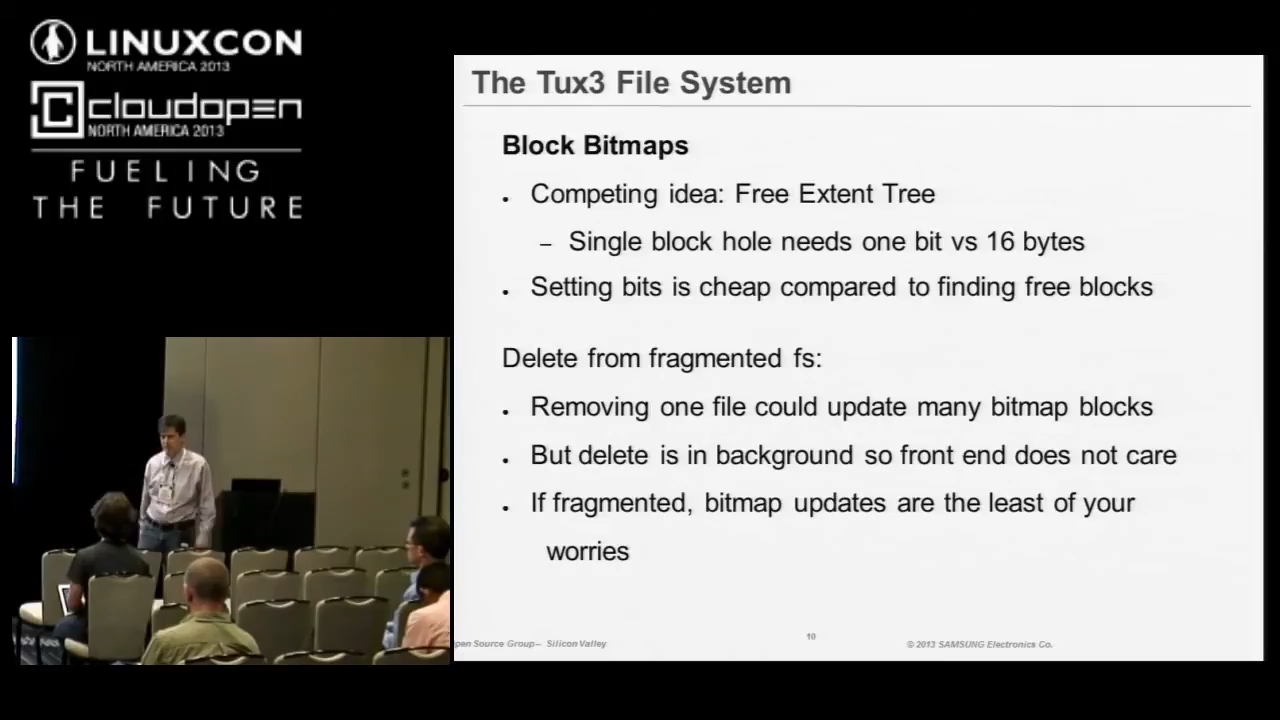 LINUXCON
NORTH AMERICA 2013
cloudopen
NORTH AMERICA 2013
FUELING
THE FUTURE
The Tux3 File System
Block Bitmaps
. Competing idea: Free Extent Tree
– Single block hole needs one bit vs 16 bytes
. Setting bits is cheap compared to finding free blocks
Delete from fragmented fs:
. Removing one file could update many bitmap blocks
. But delete is in background so front end does not care
. If fragmented, bitmap updates are the least of your
worries
pen Source Group– Silicon Valley
10
© 2013 SAMSUNG Electronics Co.